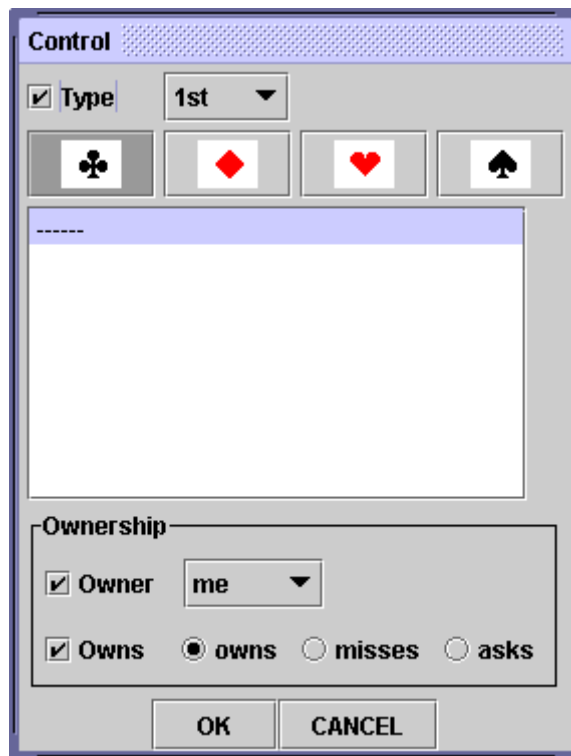 Control
Type 1st
------
Ownership
Owner me
Owns owns misses asks
OK CANCEL